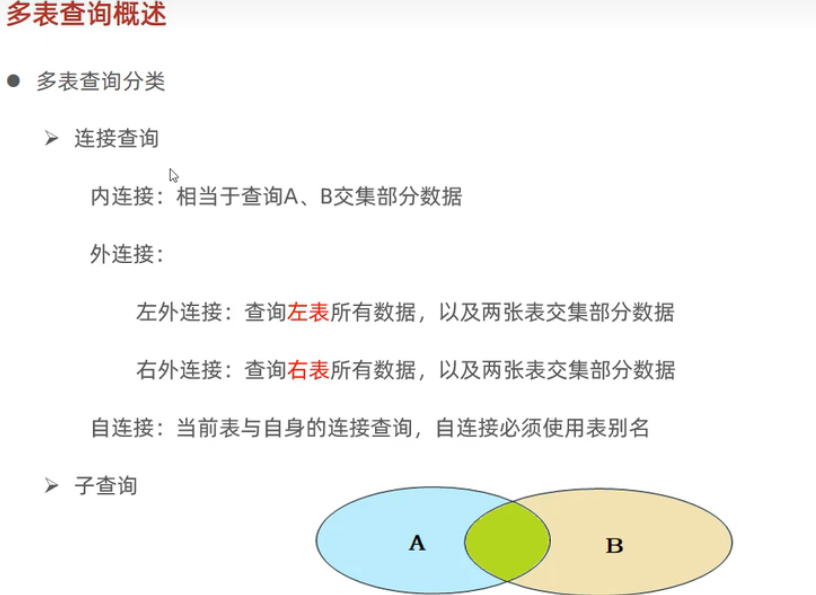 多表查询概述
多表查询分类
连接查询
内连接：相当于查询A、B交集部分数据
外连接：
左外连接：查询左表所有数据，以及两张表交集部分数据
右外连接：查询右表所有数据，以及两张表交集部分数据
自连接：当前表与自身的连接查询，自连接必须使用表别名
子查询
A
B